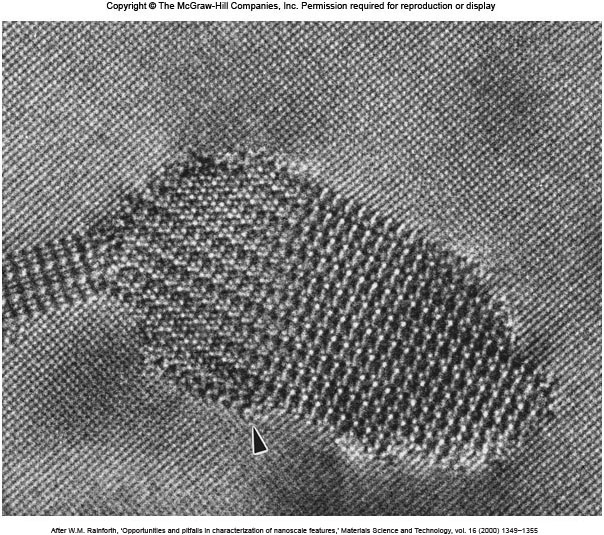 Copyright © The McGraw-Hill Companies, Inc. Permission required for reproduction or display
After W.M. Rainforth, 'Opportunities and pitfalls in characterization of nanoscale features,' Materials Science and Technology, vol. 16 (2000) 1349–1355